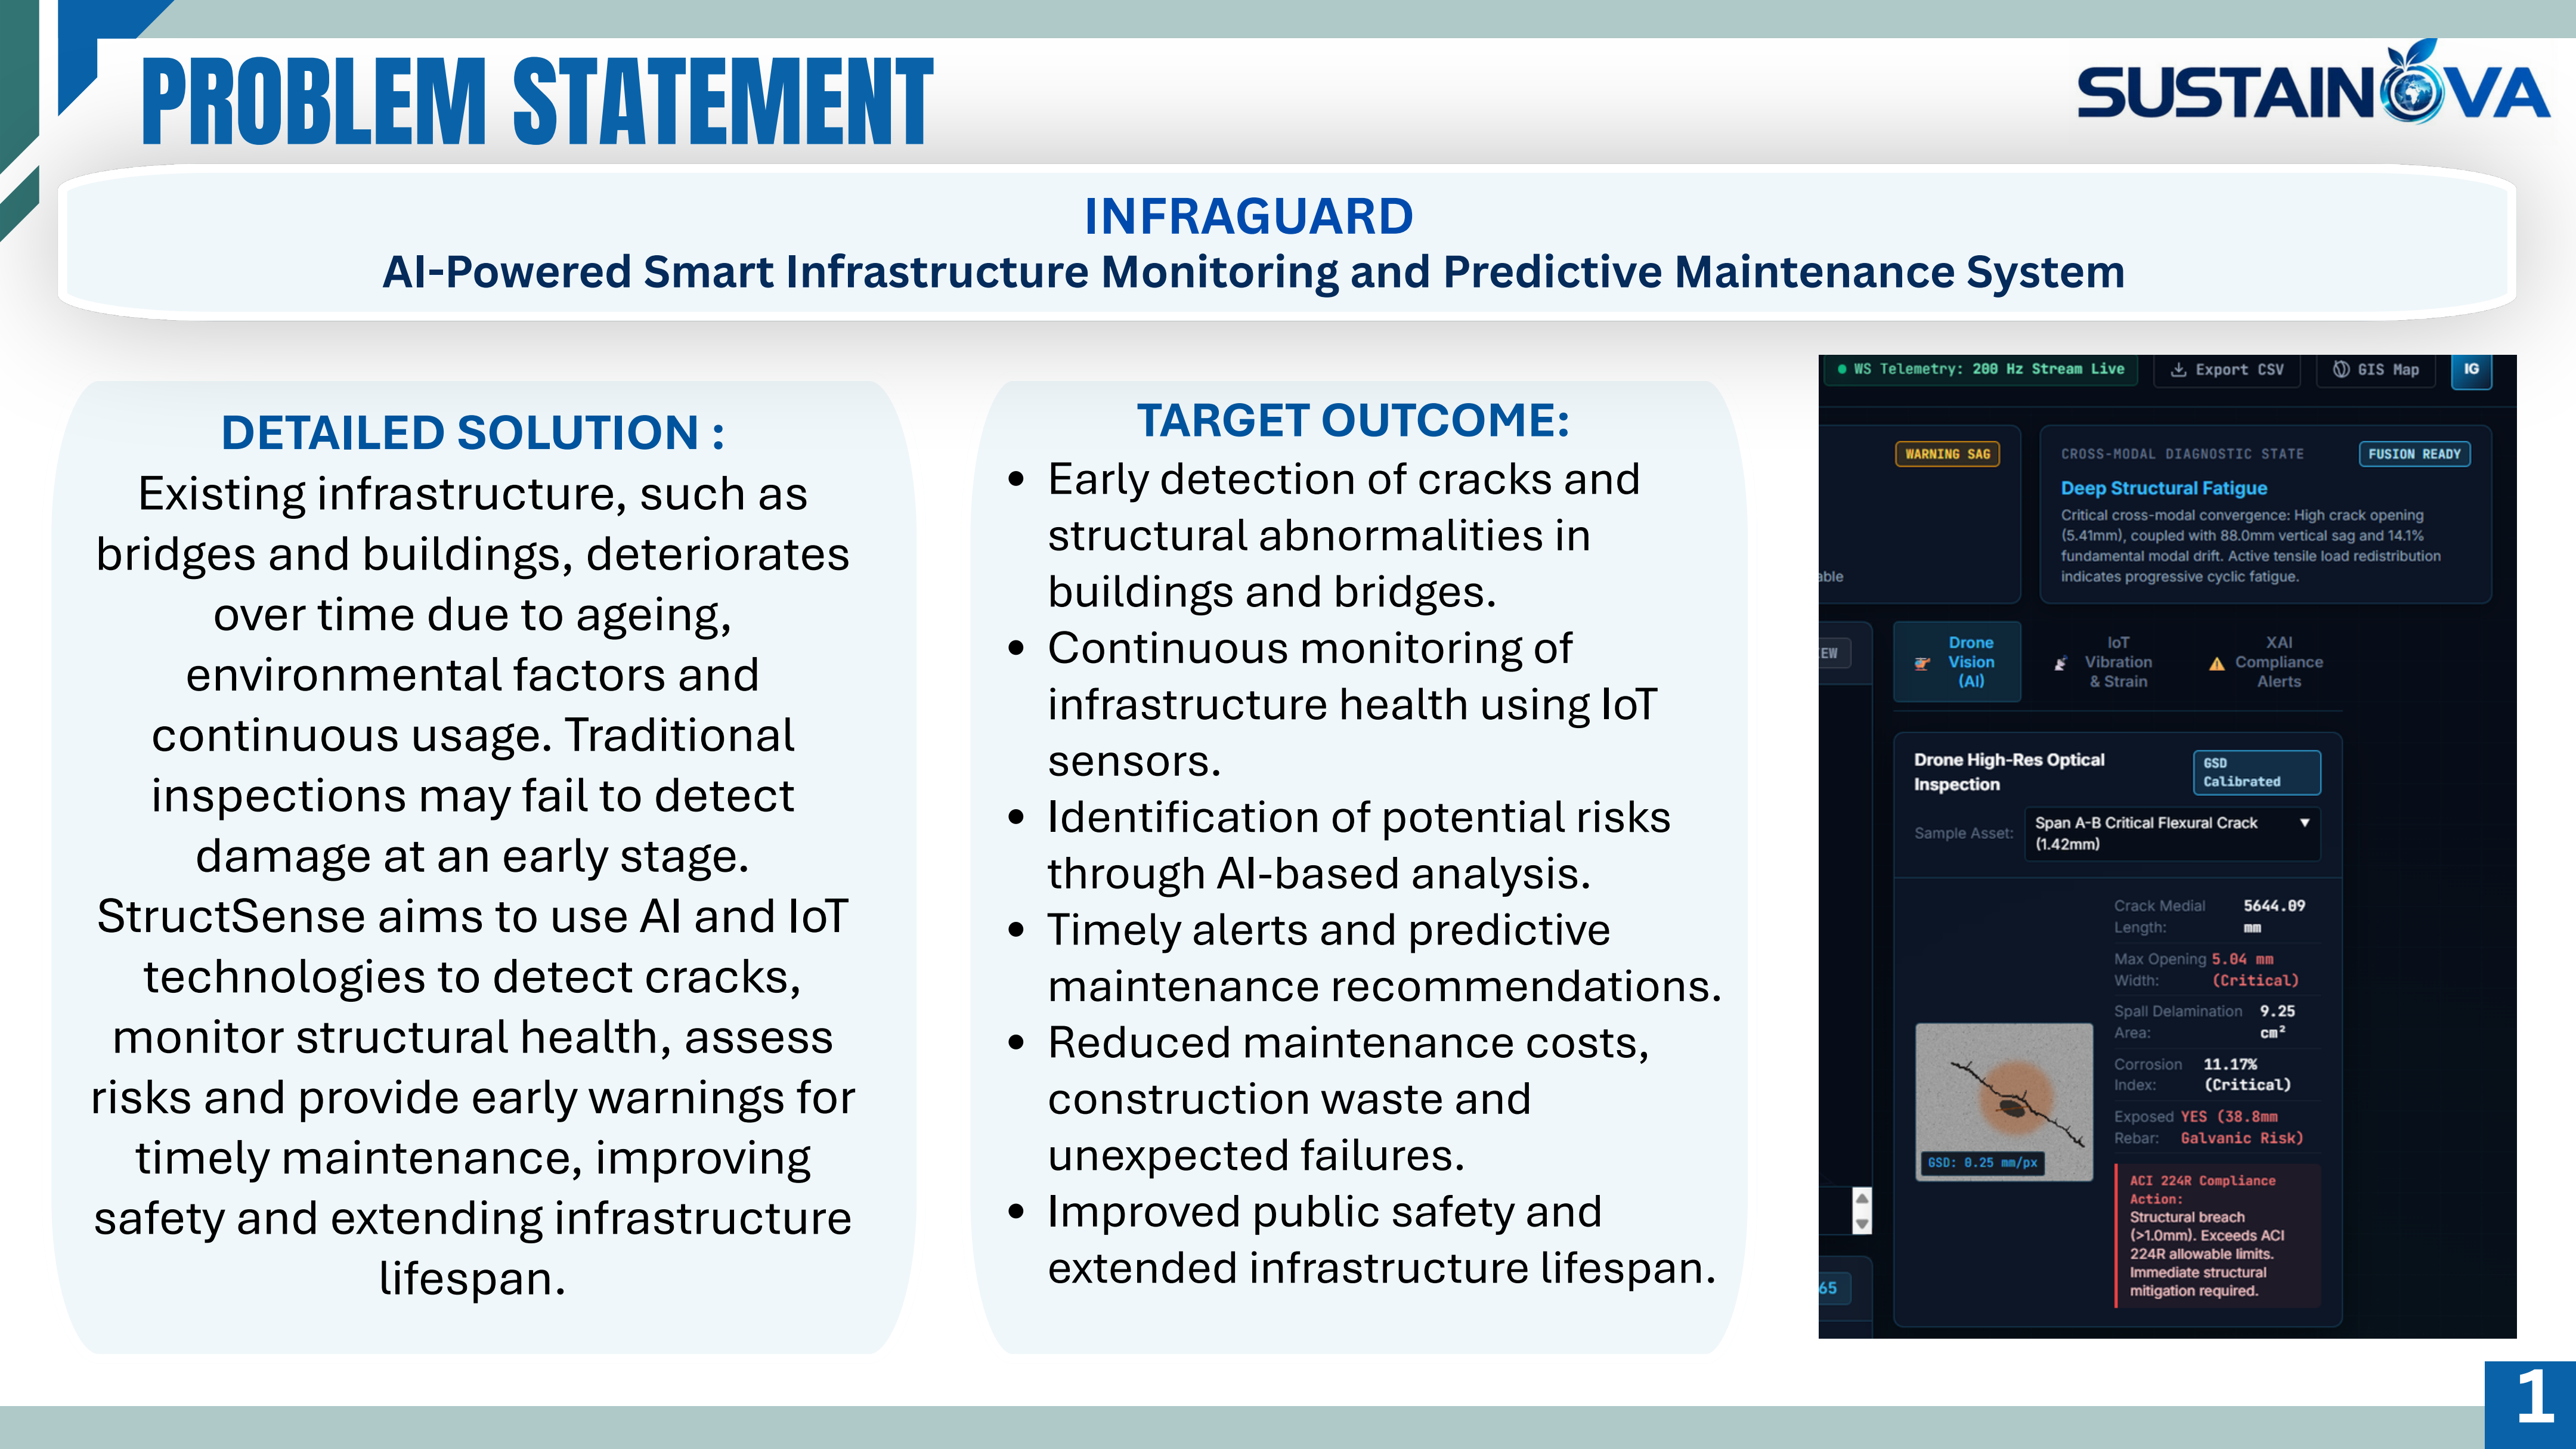 PROBLEM STATEMENT
SUSTAINOVA
INFRAGUARD
AI-Powered Smart Infrastructure Monitoring and Predictive Maintenance System
DETAILED SOLUTION :
Existing infrastructure, such as
bridges and buildings, deteriorates
over time due to ageing,
environmental factors and
continuous usage. Traditional
inspections may fail to detect
damage at an early stage.
StructSense aims to use AI and IoT
technologies to detect cracks,
monitor structural health, assess
risks and provide early warnings for
timely maintenance, improving
safety and extending infrastructure
lifespan.
TARGET OUTCOME:
• Early detection of cracks and
structural abnormalities in
buildings and bridges.
• Continuous monitoring of
infrastructure health using IoT
sensors.
• Identification of potential risks
through AI-based analysis.
• Timely alerts and predictive
maintenance recommendations.
• Reduced maintenance costs,
construction waste and
unexpected failures.
• Improved public safety and
extended infrastructure lifespan.
WS Telemetry: 200 Hz Stream Live
Export CSV
GIS Map
IG
WARNING SAG
able
CROSS-MODAL DIAGNOSTIC STATE
FUSION READY
Deep Structural Fatigue
Critical cross-modal convergence: High crack opening
(5.41mm), coupled with 88.0mm vertical sag and 14.1%
fundamental modal drift. Active tensile load redistribution
indicates progressive cyclic fatigue.
EW
Drone
Vision
(AI)
IoT
Vibration
& Strain
XAI
Compliance
Alerts
Drone High-Res Optical
Inspection
GSD
Calibrated
Sample Asset:
Span A-B Critical Flexural Crack
(1.42mm)
Crack Medial 5644.09
Length: mm
Max Opening 5.04 mm
Width: (Critical)
Spall Delamination 9.25
Area: cm²
Corrosion 11.17%
Index: (Critical)
Exposed YES (38.8mm
Rebar: Galvanic Risk)
GSD: 0.25 mm/px
ACI 224R Compliance
Action:
Structural breach
(>1.0mm). Exceeds ACI
224R allowable limits.
Immediate structural
mitigation required.
65
1